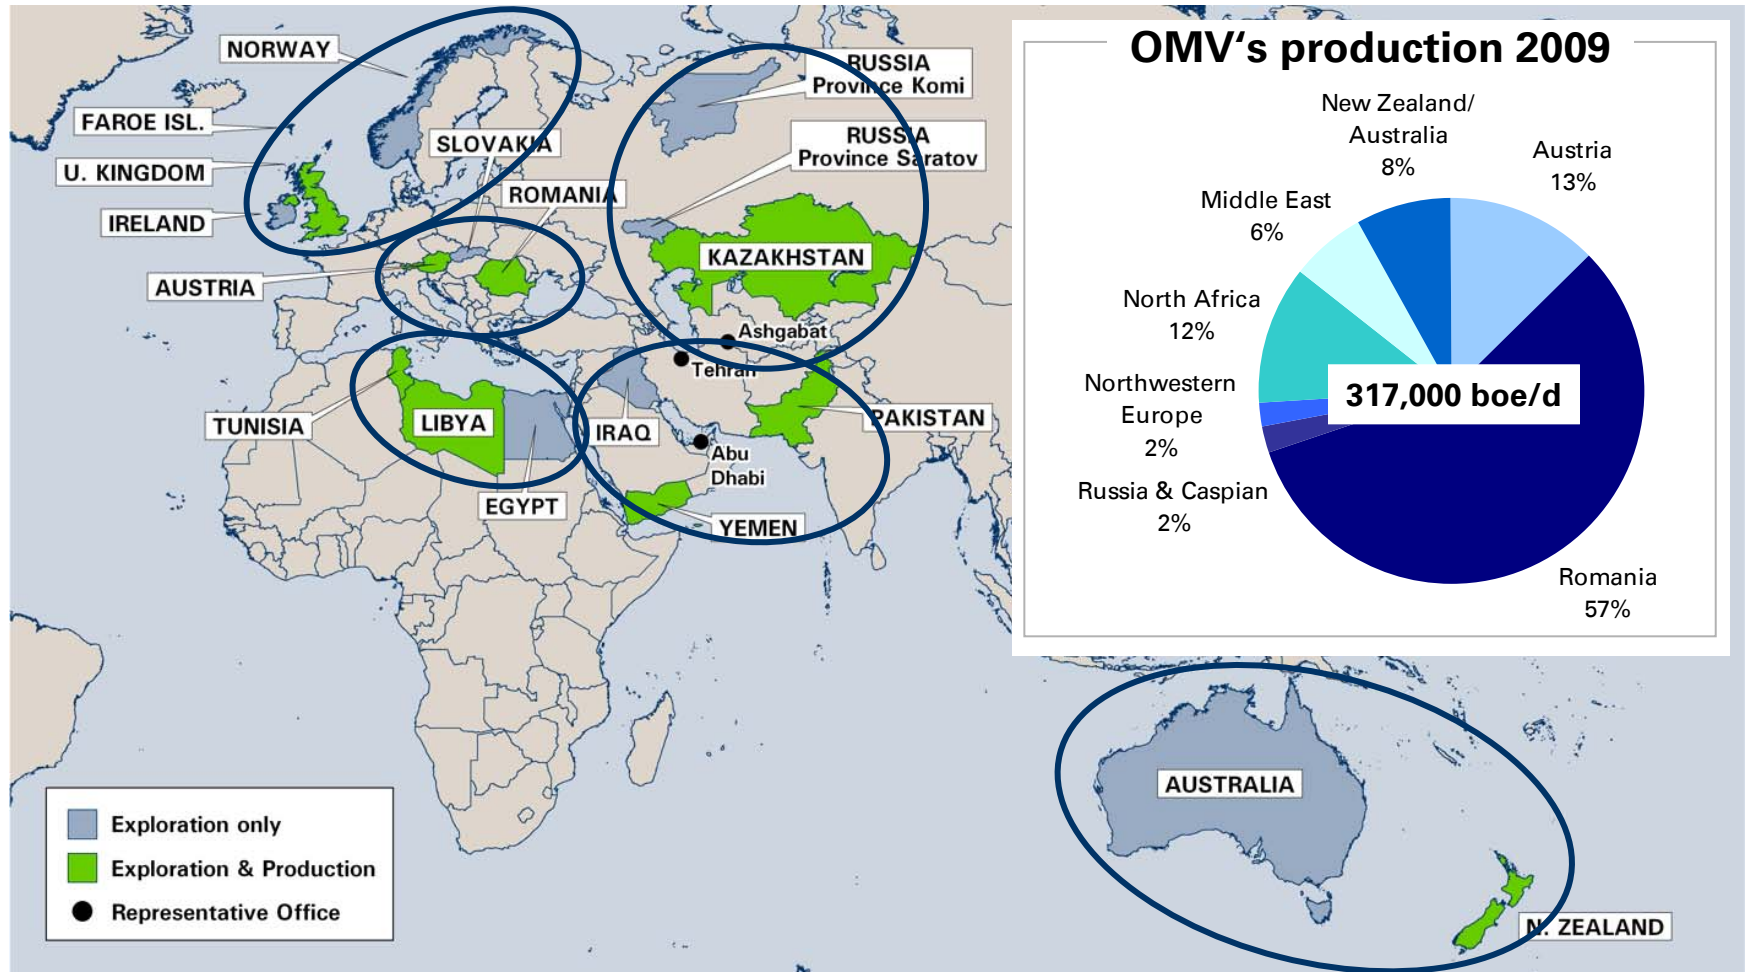 NORWAY
FAROE ISL.
U. KINGDOM
IRELAND
SLOVAKIA
ROMANIA
AUSTRIA
RUSSIA
Province Komi
RUSSIA
Province Saratov
KAZAKHSTAN
Ashgabat
Tehran
TUNISIA
LIBYA
EGYPT
IRAQ
PAKISTAN
Abu
Dhabi
YEMEN
AUSTRALIA
N. ZEALAND
Exploration only
Exploration & Production
Representative Office
OMV‘s production 2009
New Zealand/
Australia
8%
Austria
13%
Middle East
6%
North Africa
12%
Northwestern
Europe
2%
Russia & Caspian
2%
317,000 boe/d
Romania
57%